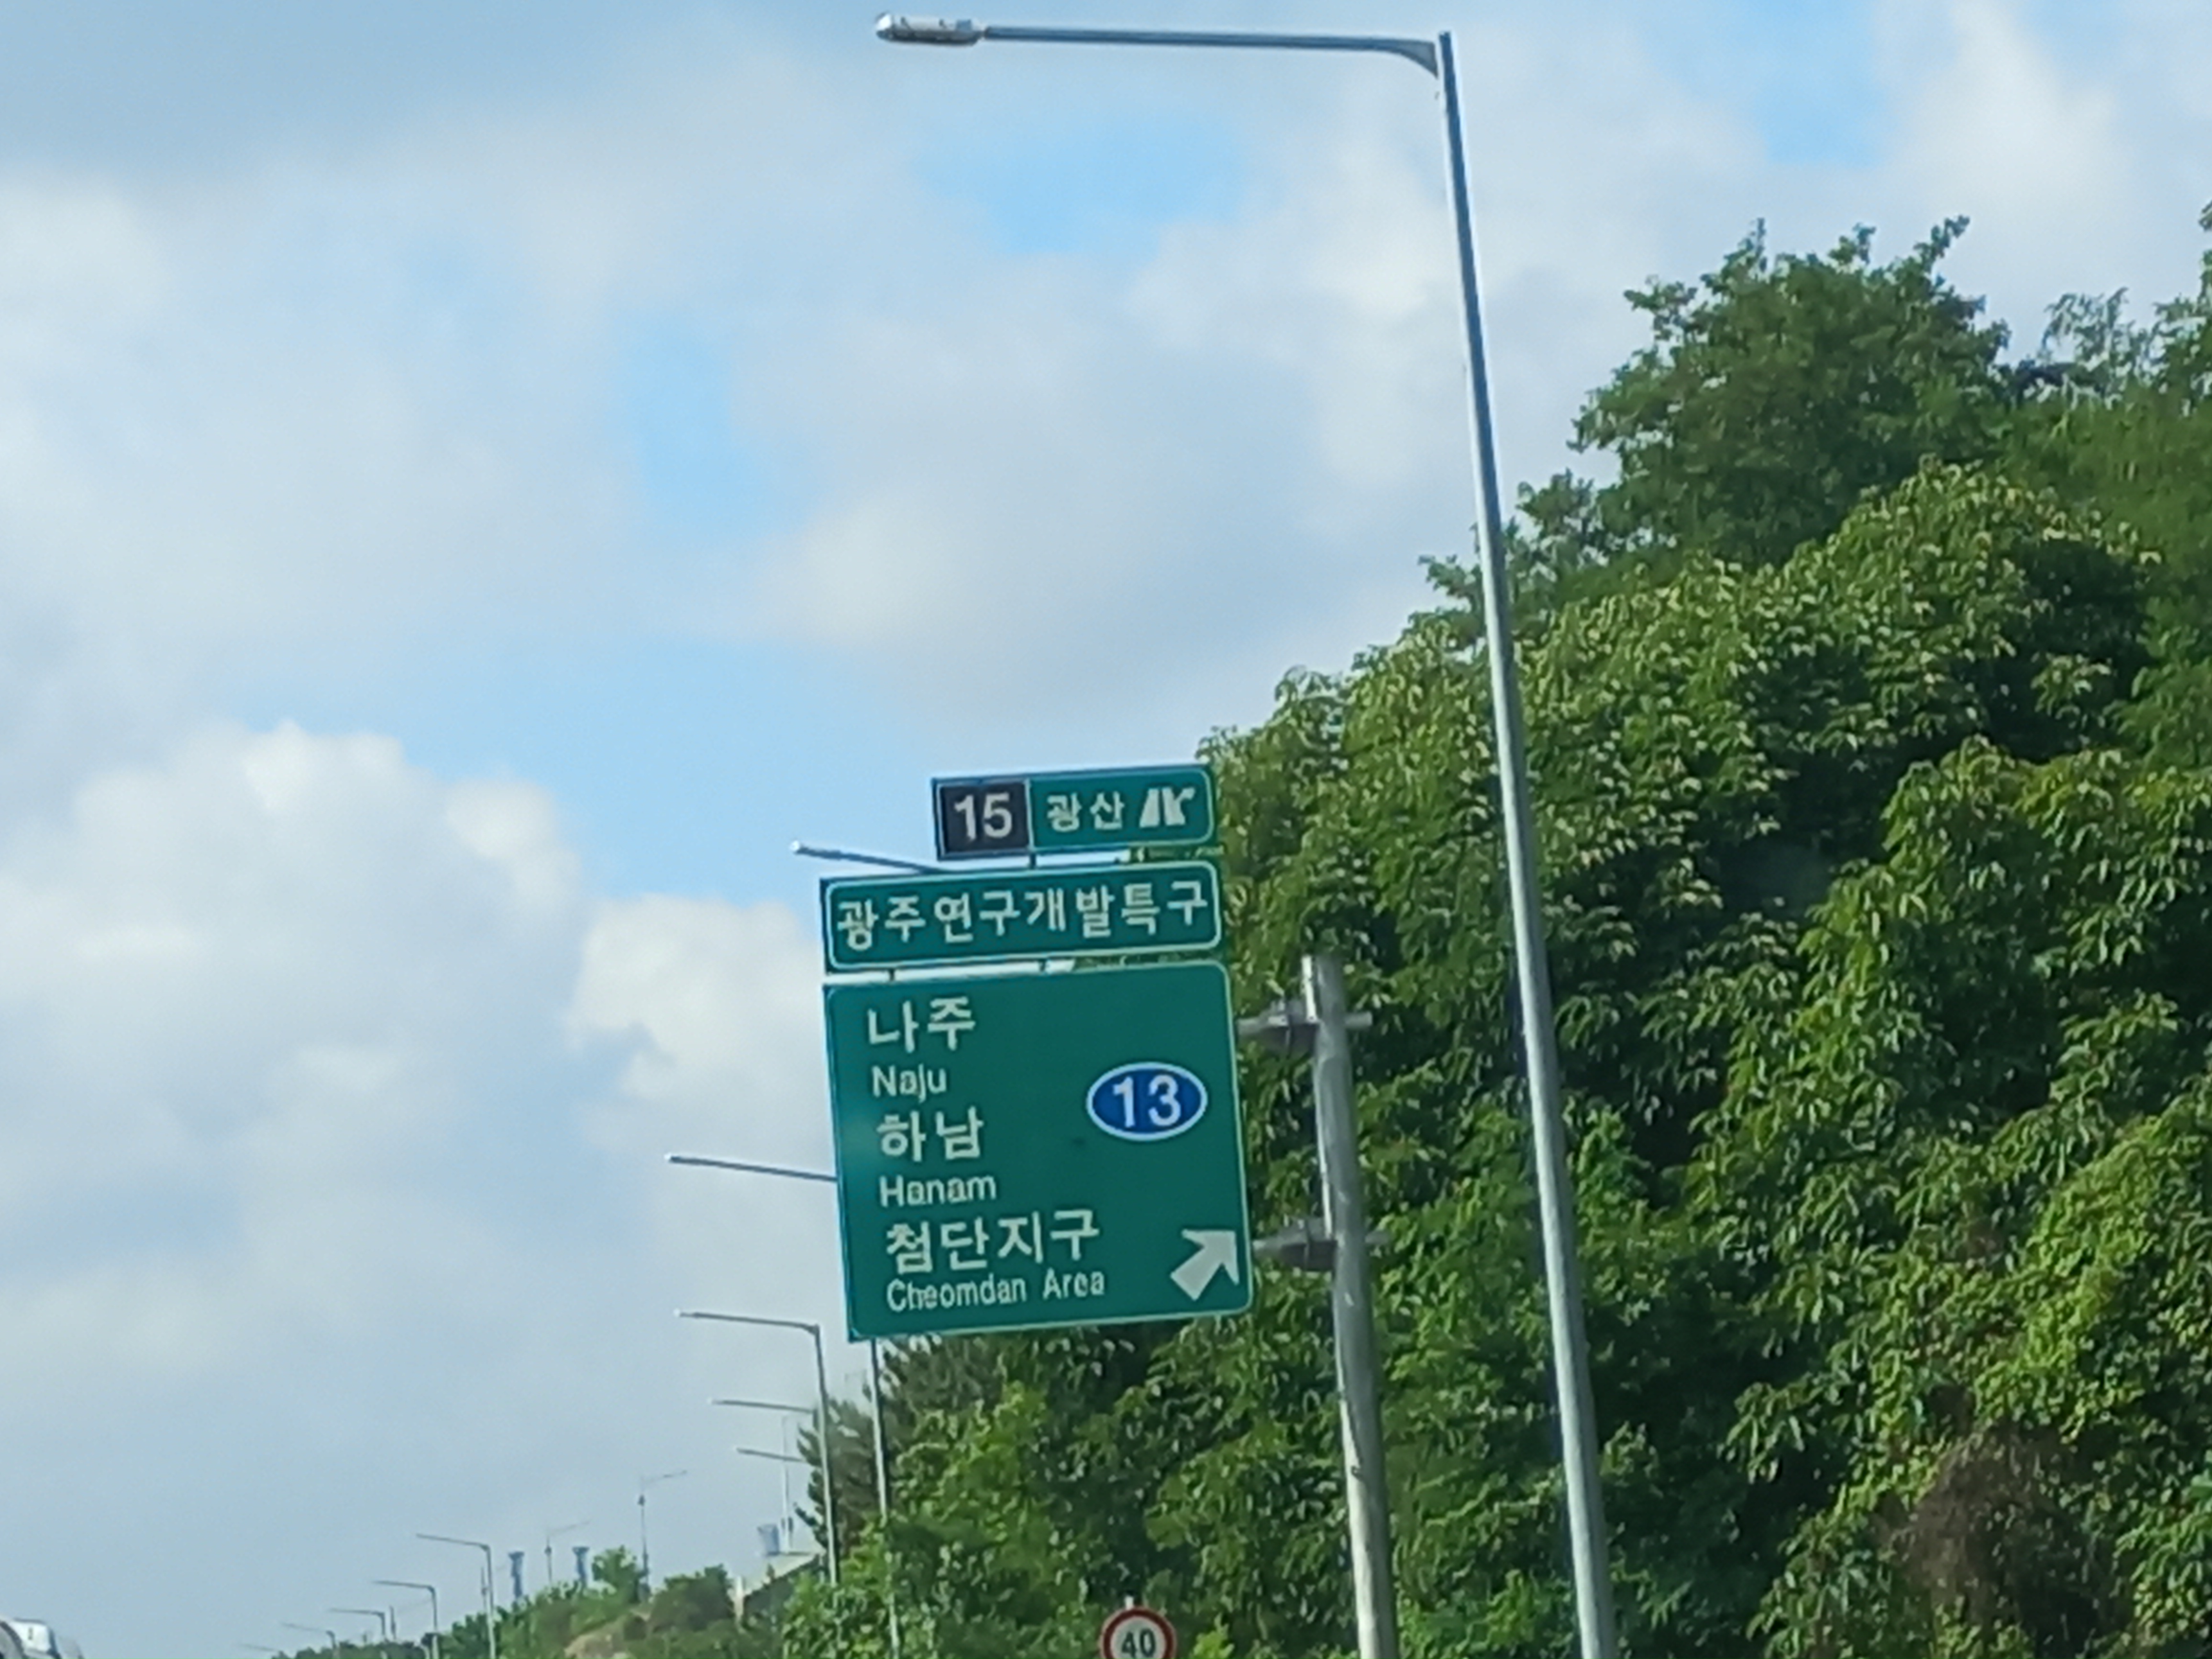 15 광산
광주연구개발특구
나주
Naju
13
하남
Hanam
첨단지구
Cheomdan Area
40